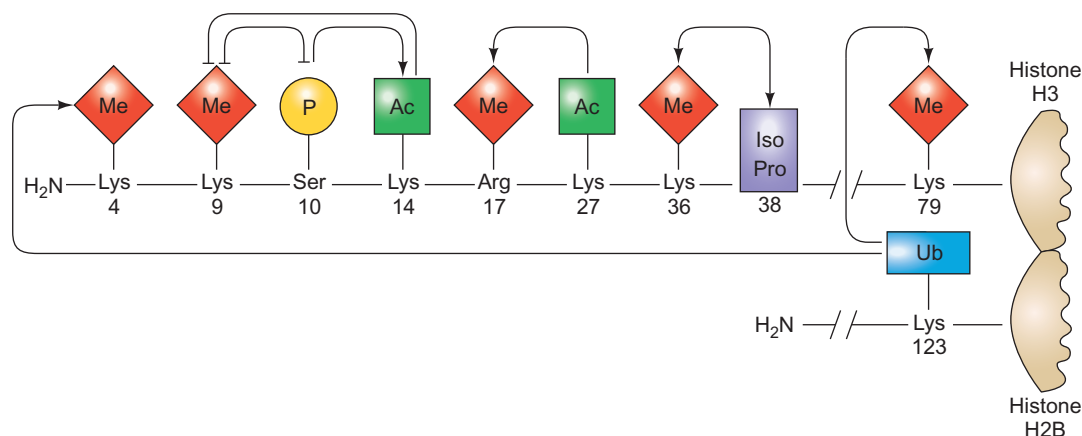 Histone
H3
Me Me P Ac Me Ac Me Iso Pro Me
H₂N Lys Lys Ser Lys Arg Lys Lys Lys
4 9 10 14 17 27 36 38 79
Ub
H₂N Lys
123
Histone
H2B